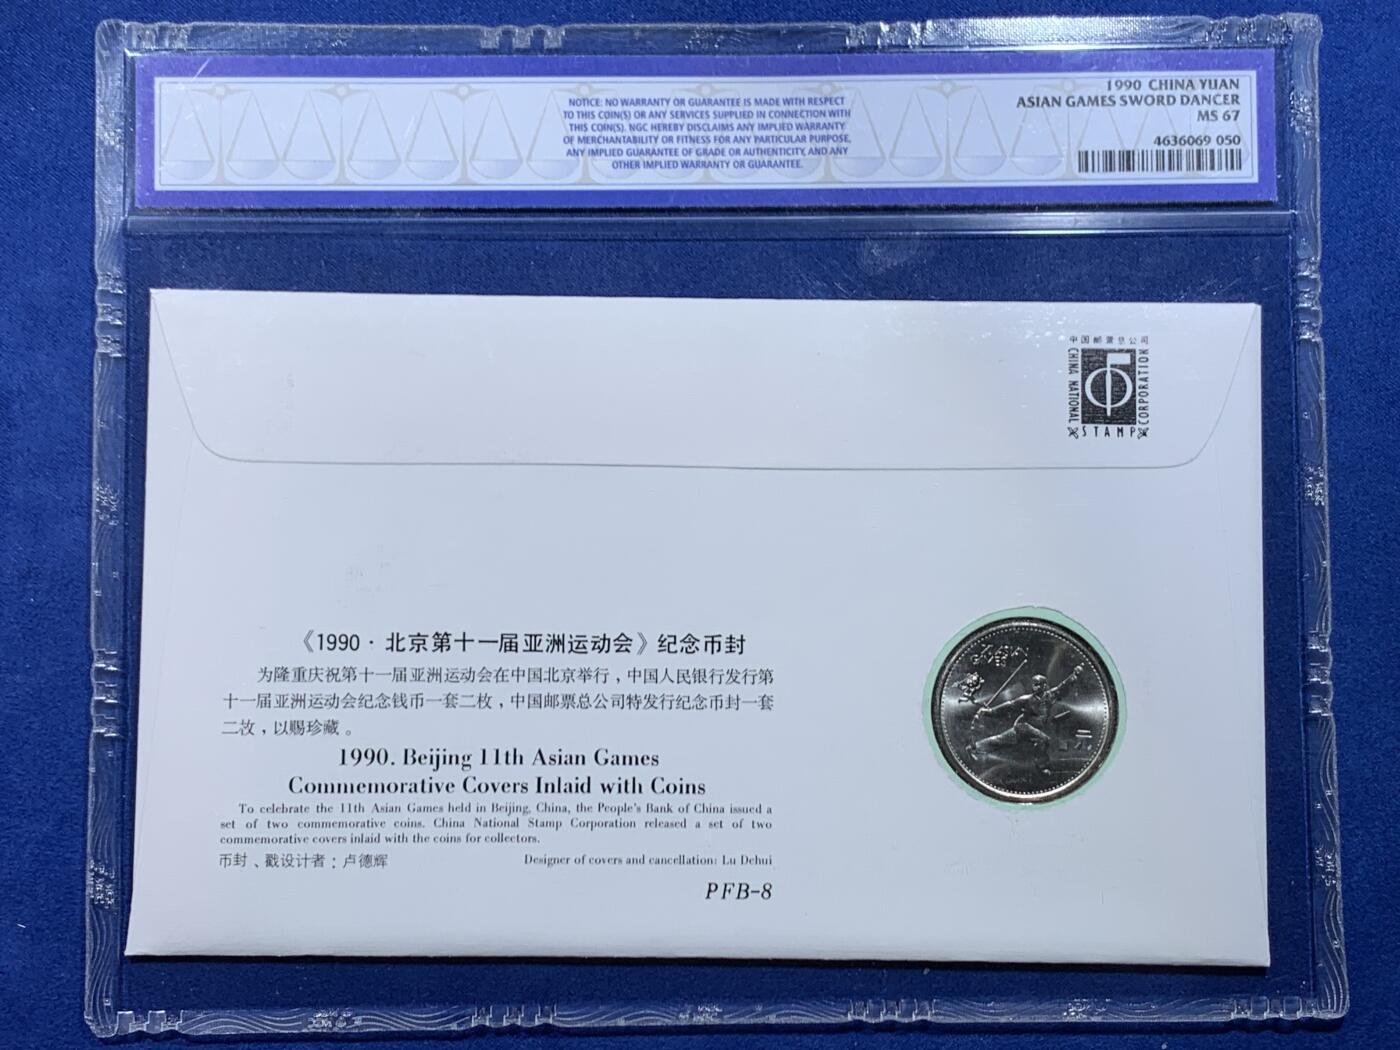 NOTICE: NO WARRANTY OR GUARANTEE IS MADE WITH RESPECT
TO THIS COIN(S) OR ANY SERVICES SUPPLIED IN CONNECTION WITH
THIS COIN(S). NGC HEREBY DISCLAIMS ANY IMPLIED WARRANTY
OF MERCHANTABILITY OR FITNESS FOR ANY PARTICULAR PURPOSE,
ANY IMPLIED GUARANTEE OF GRADE OR AUTHENTICITY, AND ANY
OTHER IMPLIED WARRANTY OR GUARANTEE.
1990 CHINA YUAN
ASIAN GAMES SWORD DANCER
MS 67
4636069 050
中国邮票总公司
CHINA NATIONAL
STAMP
CORPORATION
《1990·北京第十一届亚洲运动会》纪念币封
为隆重庆祝第十一届亚洲运动会在中国北京举行，中国人民银行发行第
十一届亚洲运动会纪念钱币一套二枚，中国邮票总公司特发行纪念币封一套
二枚，以赐珍藏。
1990. Beijing 11th Asian Games
Commemorative Covers Inlaid with Coins
To celebrate the 11th Asian Games held in Beijing, China, the People's Bank of China issued a
set of two commemorative coins. China National Stamp Corporation released a set of two
commemorative covers inlaid with the coins for collectors.
币封、戳设计者：卢德辉
Designer of covers and cancellation: Lu Dehui
PFB-8